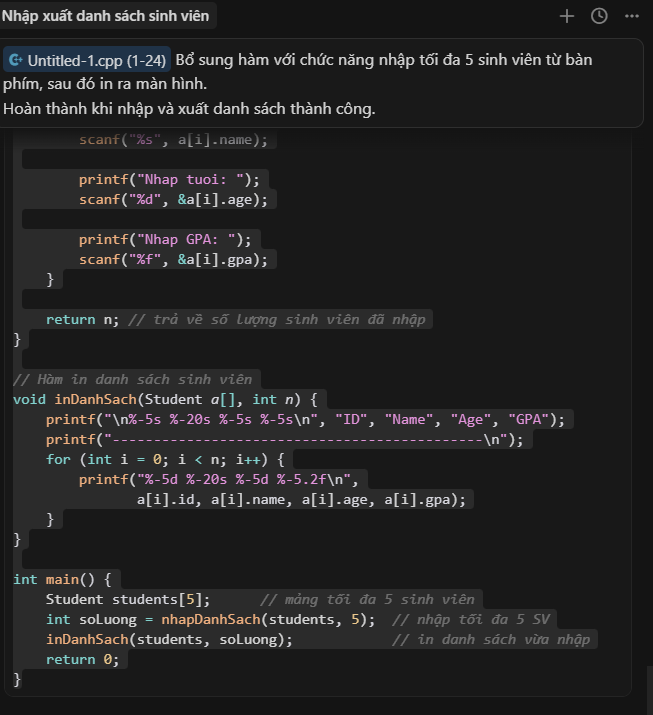 Nhập xuất danh sách sinh viên
Untitled-1.cpp (1-24) Bổ sung hàm với chức năng nhập tối đa 5 sinh viên từ bàn
phím, sau đó in ra màn hình.
Hoàn thành khi nhập và xuất danh sách thành công.
scanf("%s", a[i].name);
printf("Nhap tuoi: ");
scanf("%d", &a[i].age);
printf("Nhap GPA: ");
scanf("%f", &a[i].gpa);
}
return n; // trả về số lượng sinh viên đã nhập
}
// Hàm in danh sách sinh viên
void inDanhSach(Student a[], int n) {
printf("\n%-5s %-20s %-5s %-5s\n", "ID", "Name", "Age", "GPA");
printf("---------------------------------------------\n");
for (int i = 0; i < n; i++) {
printf("%-5d %-20s %-5d %-5.2f\n",
a[i].id, a[i].name, a[i].age, a[i].gpa);
}
}
int main() {
Student students[5]; // mảng tối đa 5 sinh viên
int soLuong = nhapDanhSach(students, 5); // nhập tối đa 5 SV
inDanhSach(students, soLuong); // in danh sách vừa nhập
return 0;
}